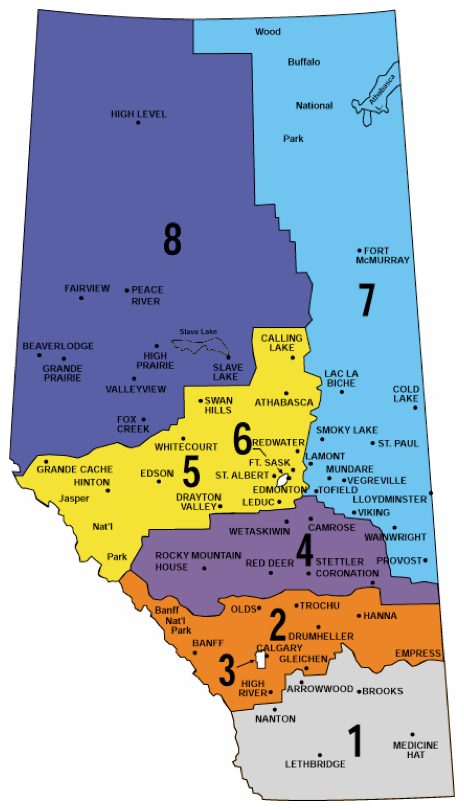 Wood
Buffalo
National
Park
Athabasca
L.
HIGH LEVEL
8
FORT
McMURRAY
7
FAIRVIEW
PEACE
RIVER
Slave Lake
BEAVERLODGE
GRANDE
PRAIRIE
HIGH
PRAIRIE
SLAVE
LAKE
VALLEYVIEW
CALLING
LAKE
LAC LA
BICHE
COLD
LAKE
ATHABASCA
SWAN
HILLS
FOX
CREEK
6
SMOKY LAKE
ST. PAUL
WHITECOURT
REDWATER
LAMONT
GRANDE CACHE
HINTON
EDSON
5
FT. SASK
ST. ALBERT
MUNDARE
VEGREVILLE
Jasper
EDMONTON
TOFIELD
LLOYDMINSTER
DRAYTON
VALLEY
LEDUC
VIKING
Nat'l
Park
WETASKIWIN
CAMROSE
WAINWRIGHT
4
ROCKY MOUNTAIN
HOUSE
RED DEER
STETTLER
CORONATION
PROVOST
Banff
Nat'l
Park
OLDS
TROCHU
HANNA
2
DRUMHELLER
BANFF
CALGARY
GLEICHEN
EMPRESS
3
HIGH
RIVER
ARROWWOOD
BROOKS
NANTON
1
LETHBRIDGE
MEDICINE
HAT